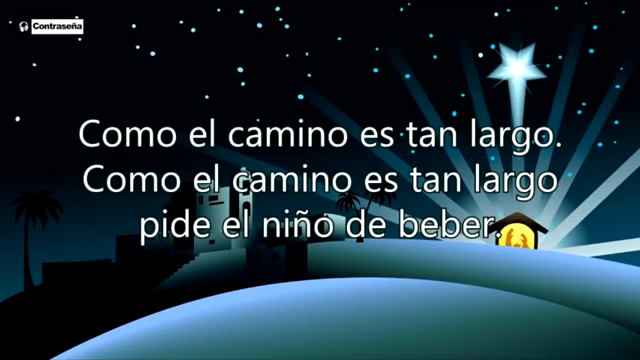 Contraseña
Como el camino es tan largo.
Como el camino es tan largo
pide el niño de beber.